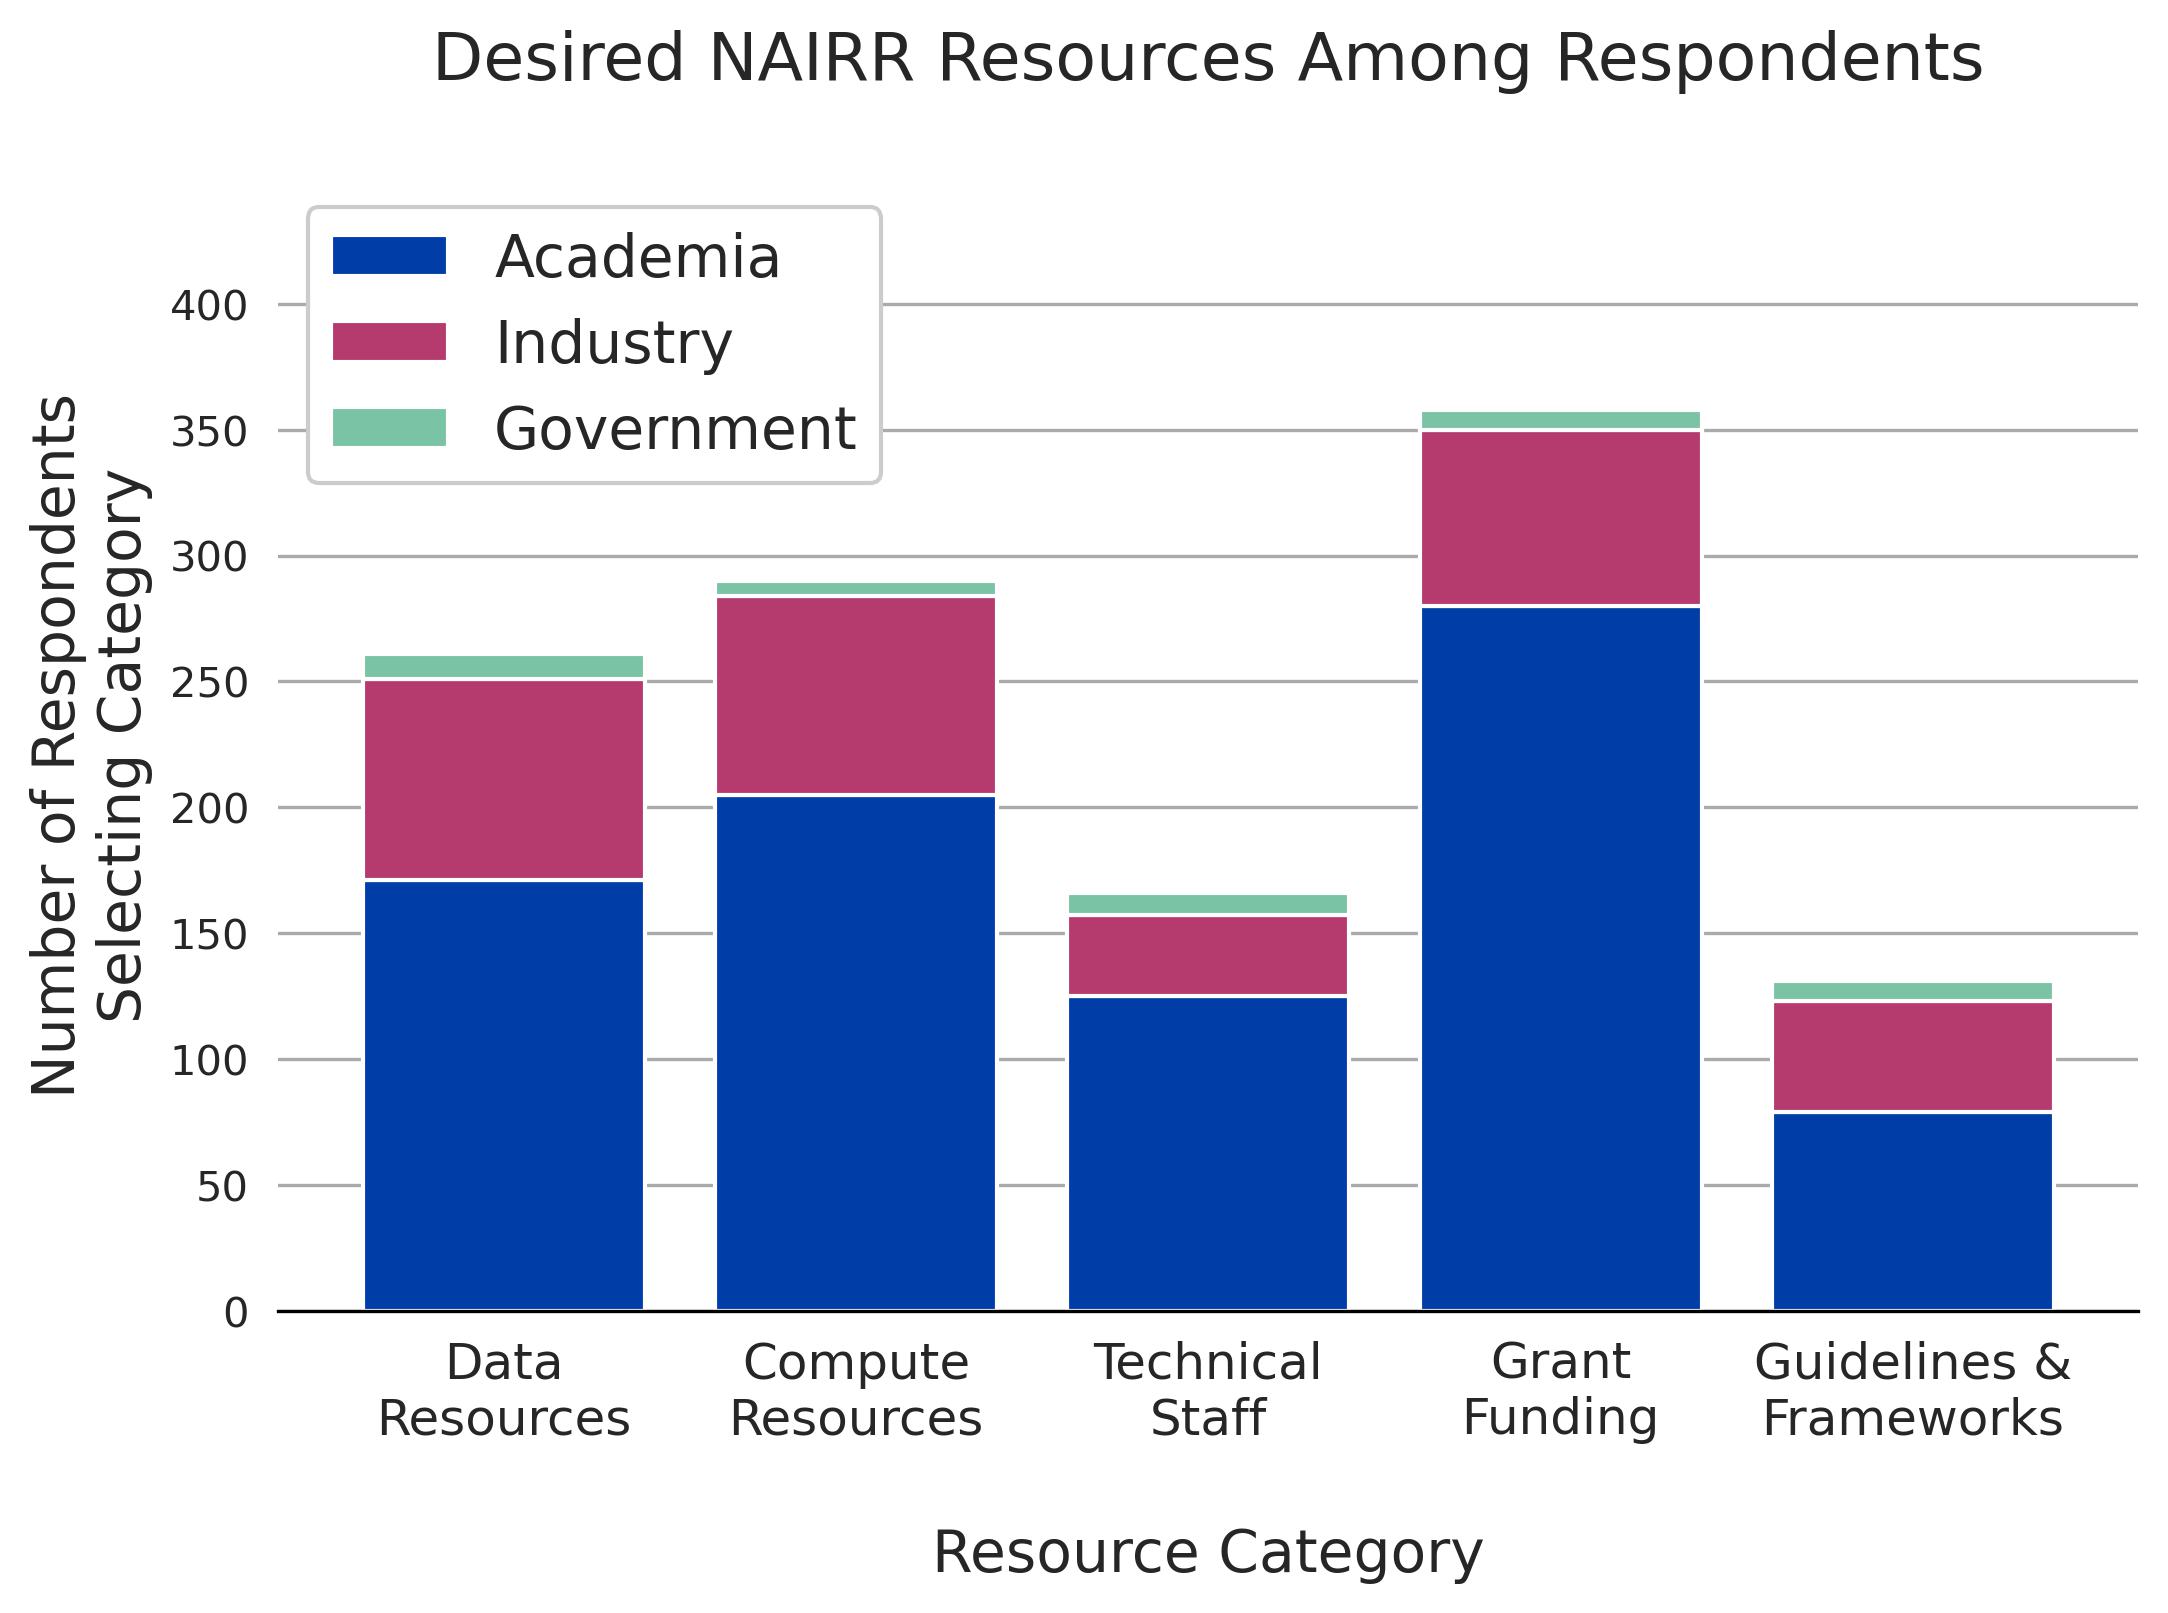 Desired NAIRR Resources Among Respondents
Academia
Industry
Government
Number of Respondents
Selecting Category
400
350
300
250
200
150
100
50
0
Data
Resources
Compute
Resources
Technical
Staff
Grant
Funding
Guidelines &
Frameworks
Resource Category